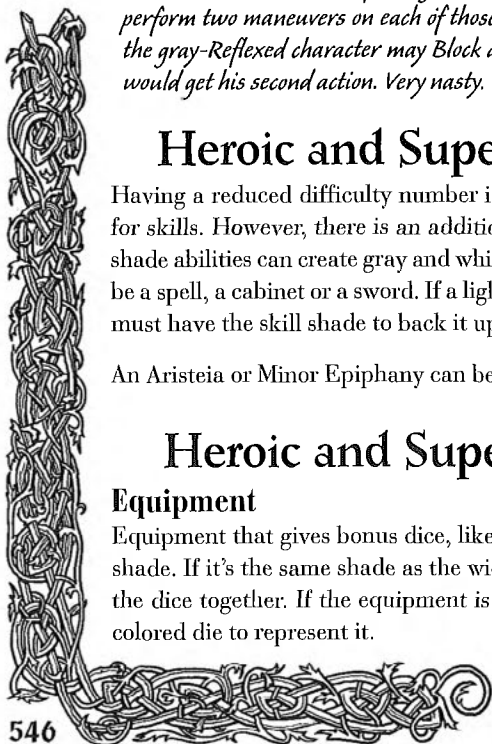 perform two maneuvers on each of those
the gray-Reflexed character may Block a
would get his second action. Very nasty.
Heroic and Supe
Having a reduced difficulty number i
for skills. However, there is an additi
shade abilities can create gray and whi
be a spell, a cabinet or a sword. If a lig
must have the skill shade to back it up
An Aristeia or Minor Epiphany can be
Heroic and Supe
Equipment
Equipment that gives bonus dice, like
shade. If it's the same shade as the wi
the dice together. If the equipment is
colored die to represent it.
546